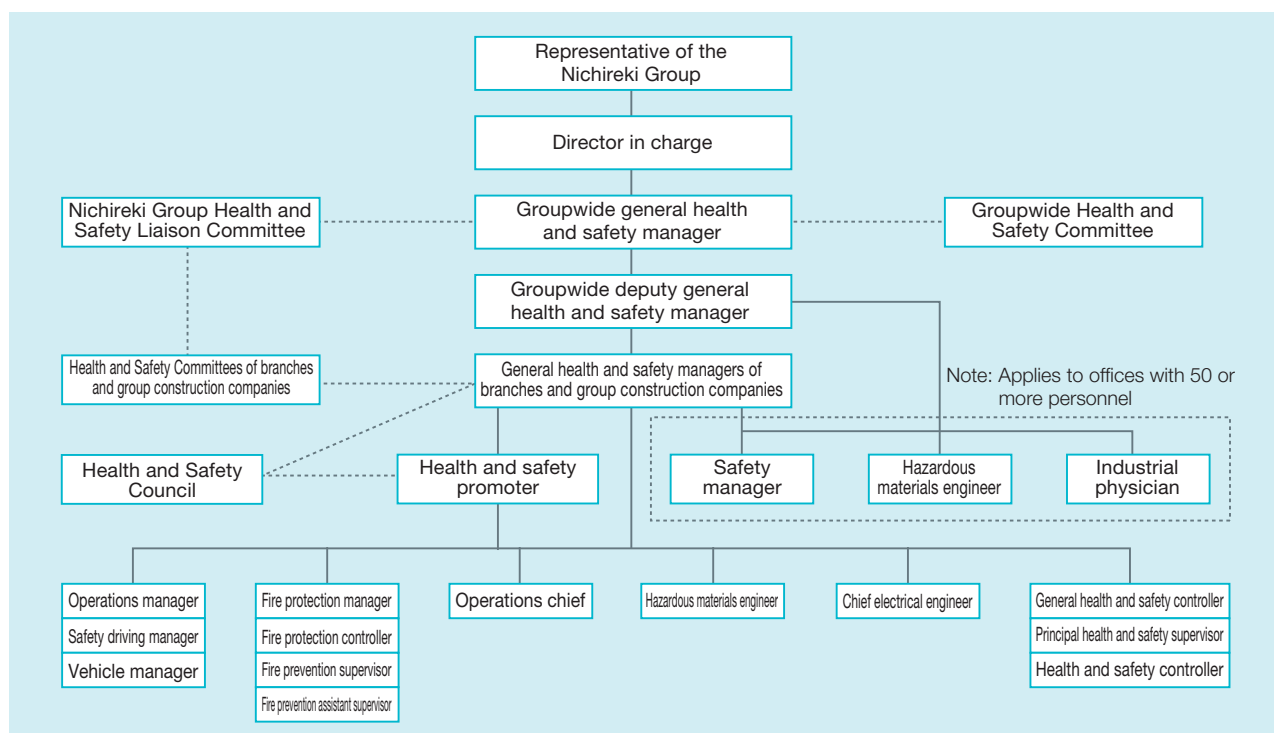 Representative of the
Nichireki Group
Director in charge
Nichireki Group Health and
Safety Liaison Committee
Groupwide general health
and safety manager
Groupwide Health and
Safety Committee
Groupwide deputy general
health and safety manager
Health and Safety Committees of branches
and group construction companies
General health and safety managers of
branches and group construction companies
Note: Applies to offices with 50 or
more personnel
Health and Safety
Council
Health and safety
promoter
Safety
manager
Hazardous
materials engineer
Industrial
physician
Operations manager
Safety driving manager
Vehicle manager
Fire protection manager
Fire protection controller
Fire prevention supervisor
Fire prevention assistant supervisor
Operations chief
Hazardous materials engineer
Chief electrical engineer
General health and safety controller
Principal health and safety supervisor
Health and safety controller